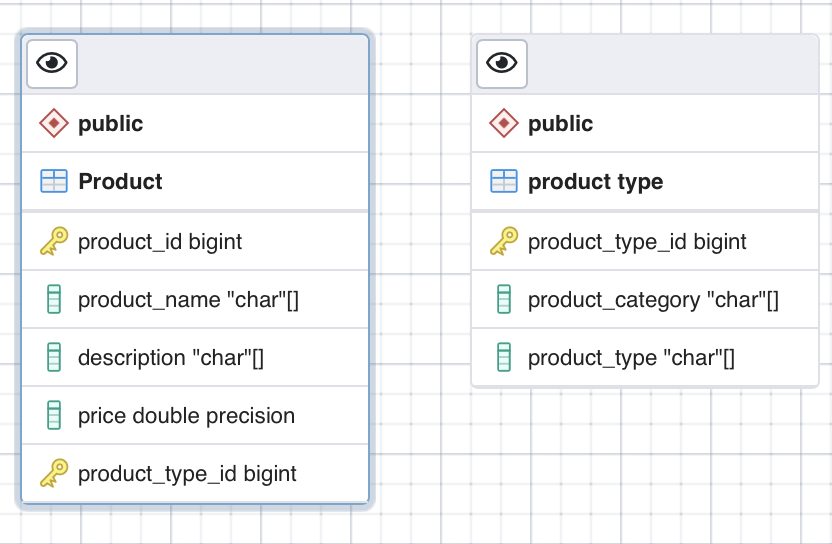 public
Product
product_id bigint
product_name "char"[]
description "char"[]
price double precision
product_type_id bigint
public
product type
product_type_id bigint
product_category "char"[]
product_type "char"[]